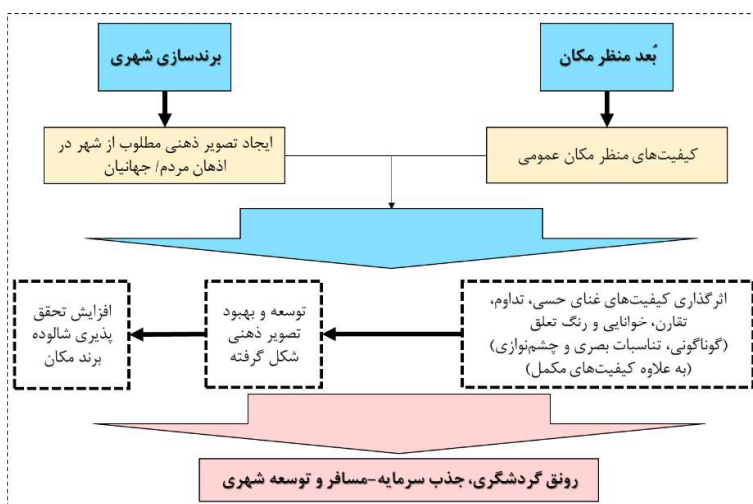 بُعد منظر مکان
برندسازی شهری
کیفیت‌های منظر مکان عمومی
ایجاد تصویر ذهنی مطلوب از شهر در
اذهان مردم/ جهانیان
اثرگذاری کیفیت‌های غنای حسی، تداوم،
تقارن، خوانایی و رنگ تعلق
(گوناگونی، تناسبات بصری و چشم‌نوازی)
(به علاوه کیفیت‌های مکمل)
توسعه و بهبود
تصویر ذهنی
شکل گرفته
افزایش تحقق
پذیری شالوده
برند مکان
رونق گردشگری، جذب سرمایه-مسافر و توسعه شهری